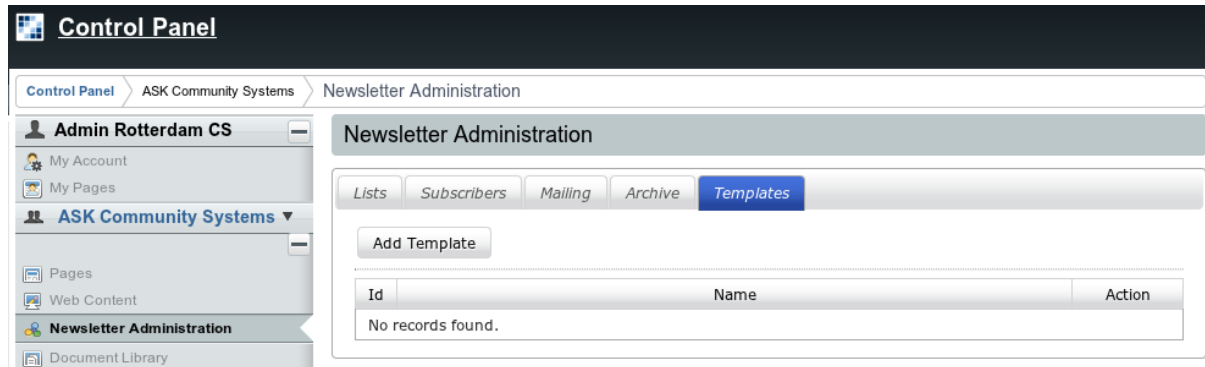 Control Panel
Control Panel ASK Community Systems Newsletter Administration
Admin Rotterdam CS
My Account
My Pages
ASK Community Systems
Pages
Web Content
Newsletter Administration
Document Library
Newsletter Administration
Lists Subscribers Mailing Archive Templates
Add Template
Id Name Action
No records found.